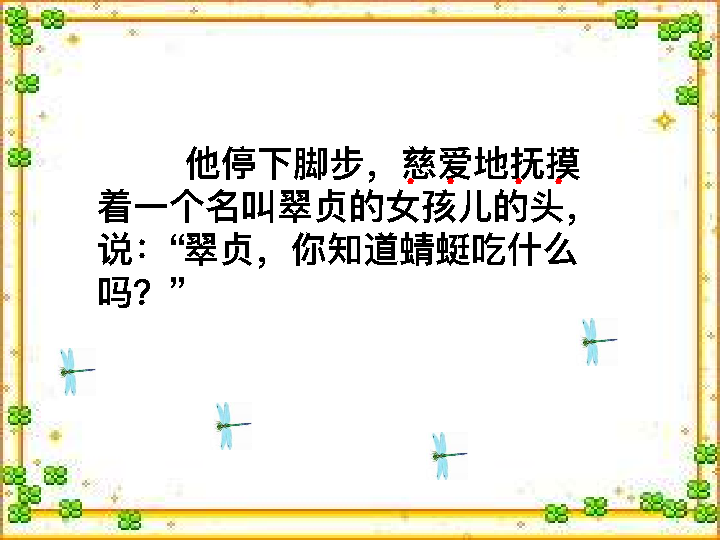 他停下脚步，慈爱地抚摸
着一个名叫翠贞的女孩儿的头，
说：“翠贞，你知道蜻蜓吃什么
吗？”